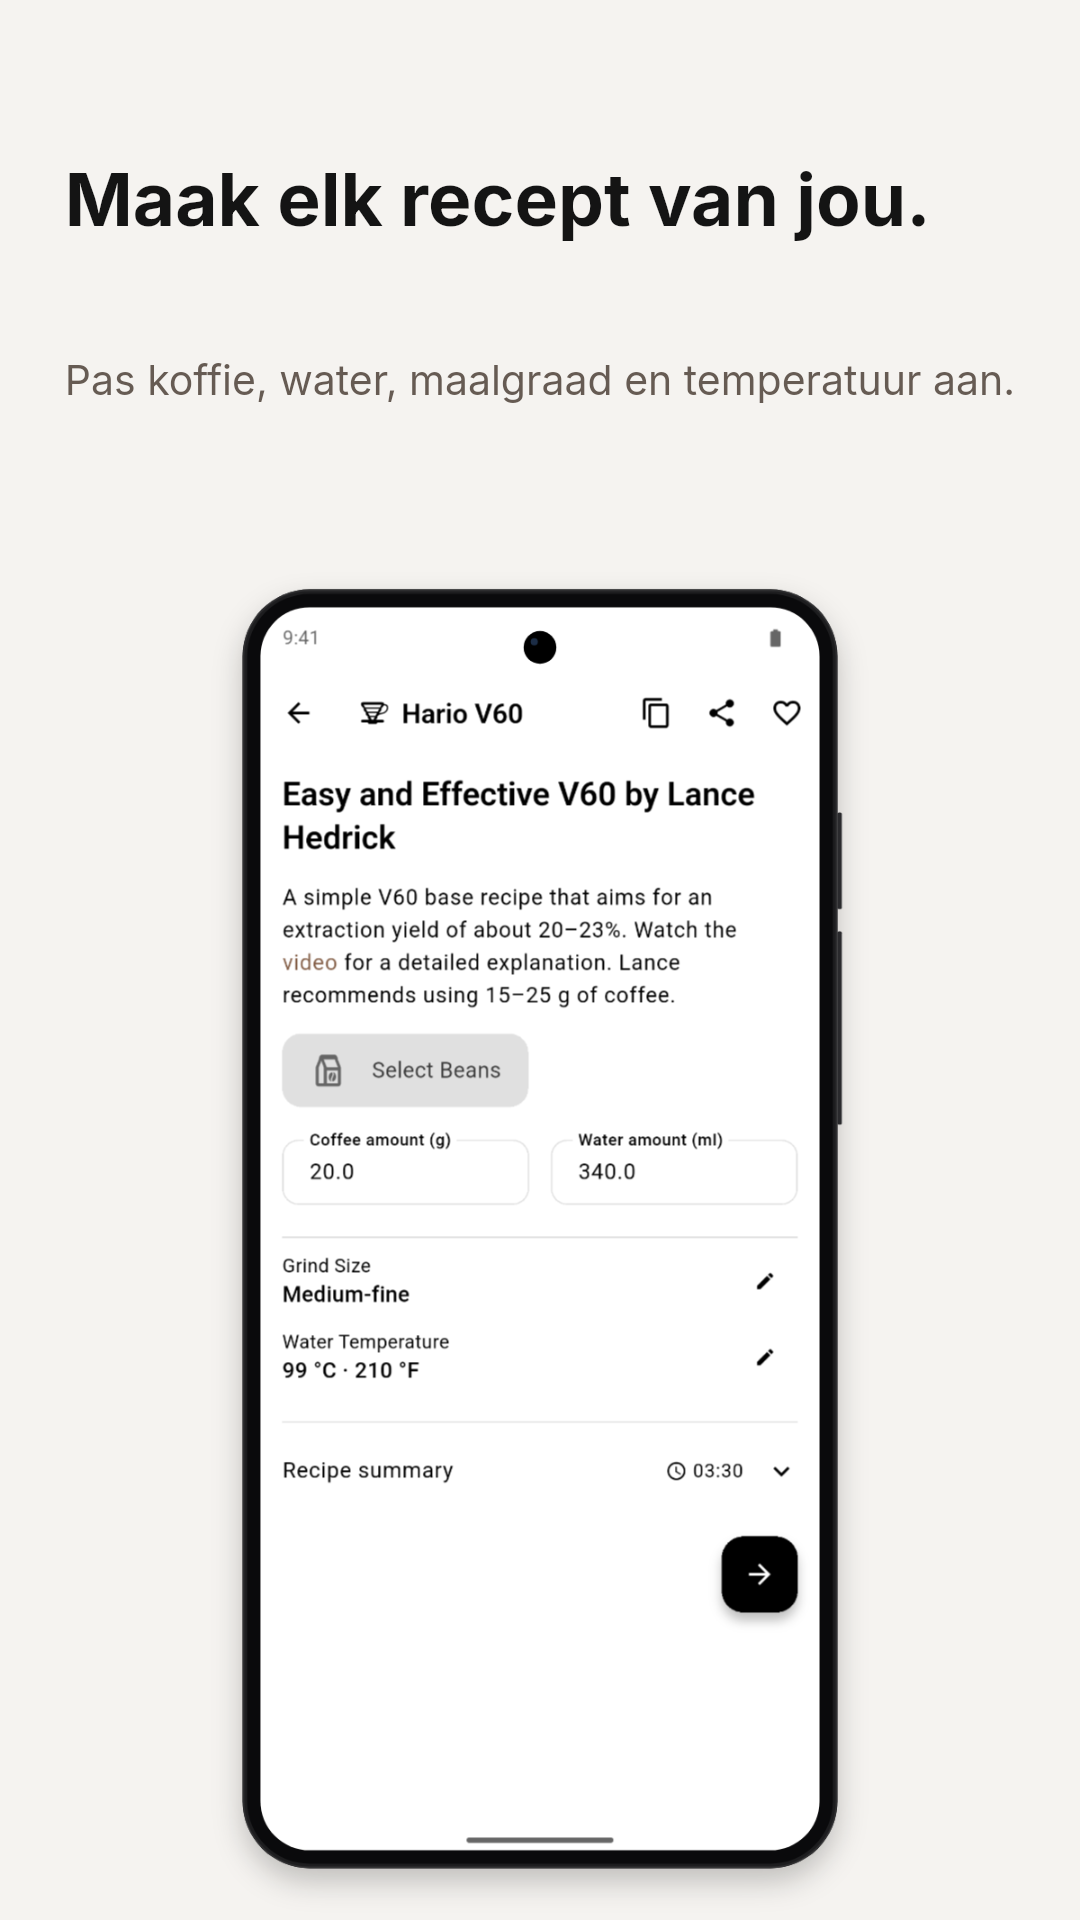 Maak elk recept van jou.
Pas koffie, water, maalgraad en temperatuur aan.
9:41
Hario V60
Easy and Effective V60 by Lance
Hedrick
A simple V60 base recipe that aims for an
extraction yield of about 20–23%. Watch the
video for a detailed explanation. Lance
recommends using 15–25 g of coffee.
Select Beans
Coffee amount (g)
20.0
Water amount (ml)
340.0
Grind Size
Medium-fine
Water Temperature
99 °C · 210 °F
Recipe summary
03:30